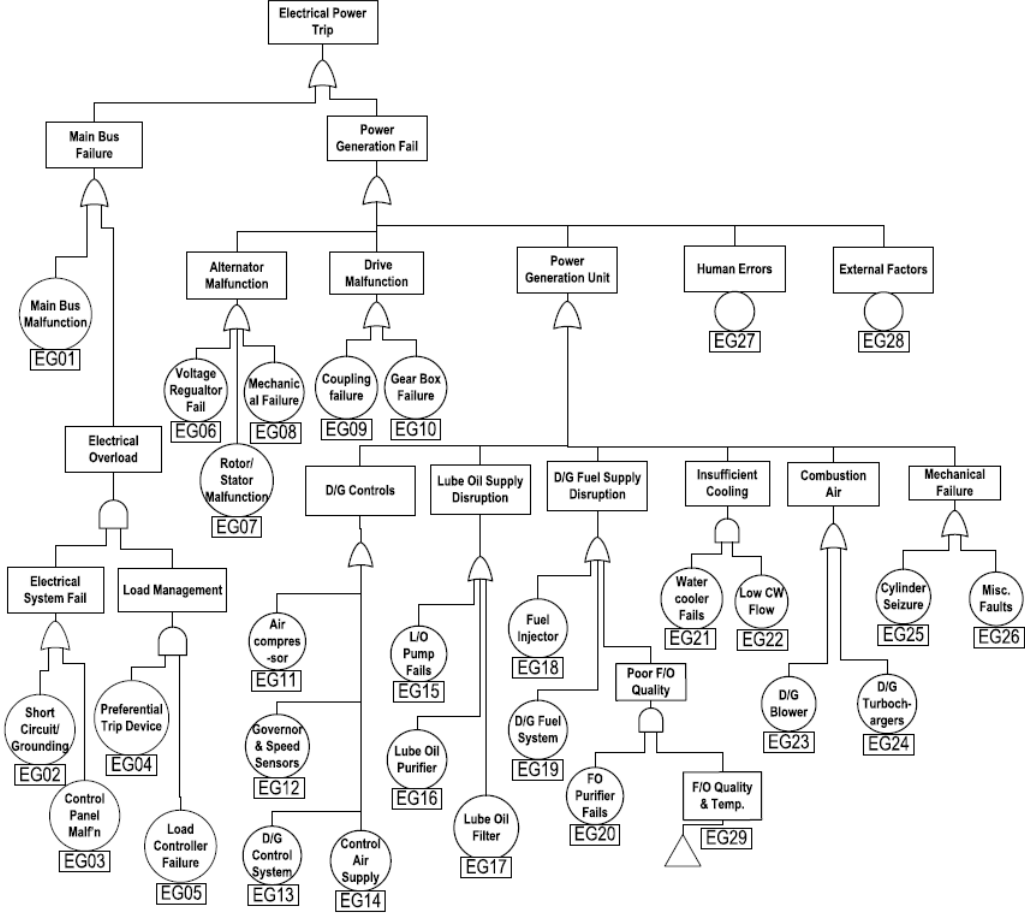 Electrical Power
Trip
Main Bus
Failure
Power
Generation Fail
Alternator
Malfunction
Drive
Malfunction
Power
Generation Unit
Human Errors
External Factors
EG27
EG28
Main Bus
Malfunction
EG01
Voltage
Regualtor
Fail
EG06
Mechanic
al Failure
EG08
Coupling
failure
EG09
Gear Box
Failure
EG10
Rotor/
Stator
Malfunction
EG07
Electrical
Overload
D/G Controls
Lube Oil Supply
Disruption
D/G Fuel Supply
Disruption
Insufficient
Cooling
Combustion
Air
Mechanical
Failure
Electrical
System Fail
Load Management
Air
compres
-sor
EG11
L/O
Pump
Fails
EG15
Fuel
Injector
EG18
Water
cooler
Fails
EG21
Low CW
Flow
EG22
Cylinder
Seizure
EG25
Misc.
Faults
EG26
Poor F/O
Quality
Short
Circuit/
Grounding
EG02
Preferential
Trip Device
EG04
Governor
& Speed
Sensors
EG12
Lube Oil
Purifier
EG16
D/G Fuel
System
EG19
D/G
Blower
EG23
D/G
Turboch-
argers
EG24
Control
Panel
Malf'n
EG03
Load
Controller
Failure
EG05
D/G
Control
System
EG13
Control
Air
Supply
EG14
Lube Oil
Filter
EG17
FO
Purifier
Fails
EG20
F/O Quality
& Temp.
EG29